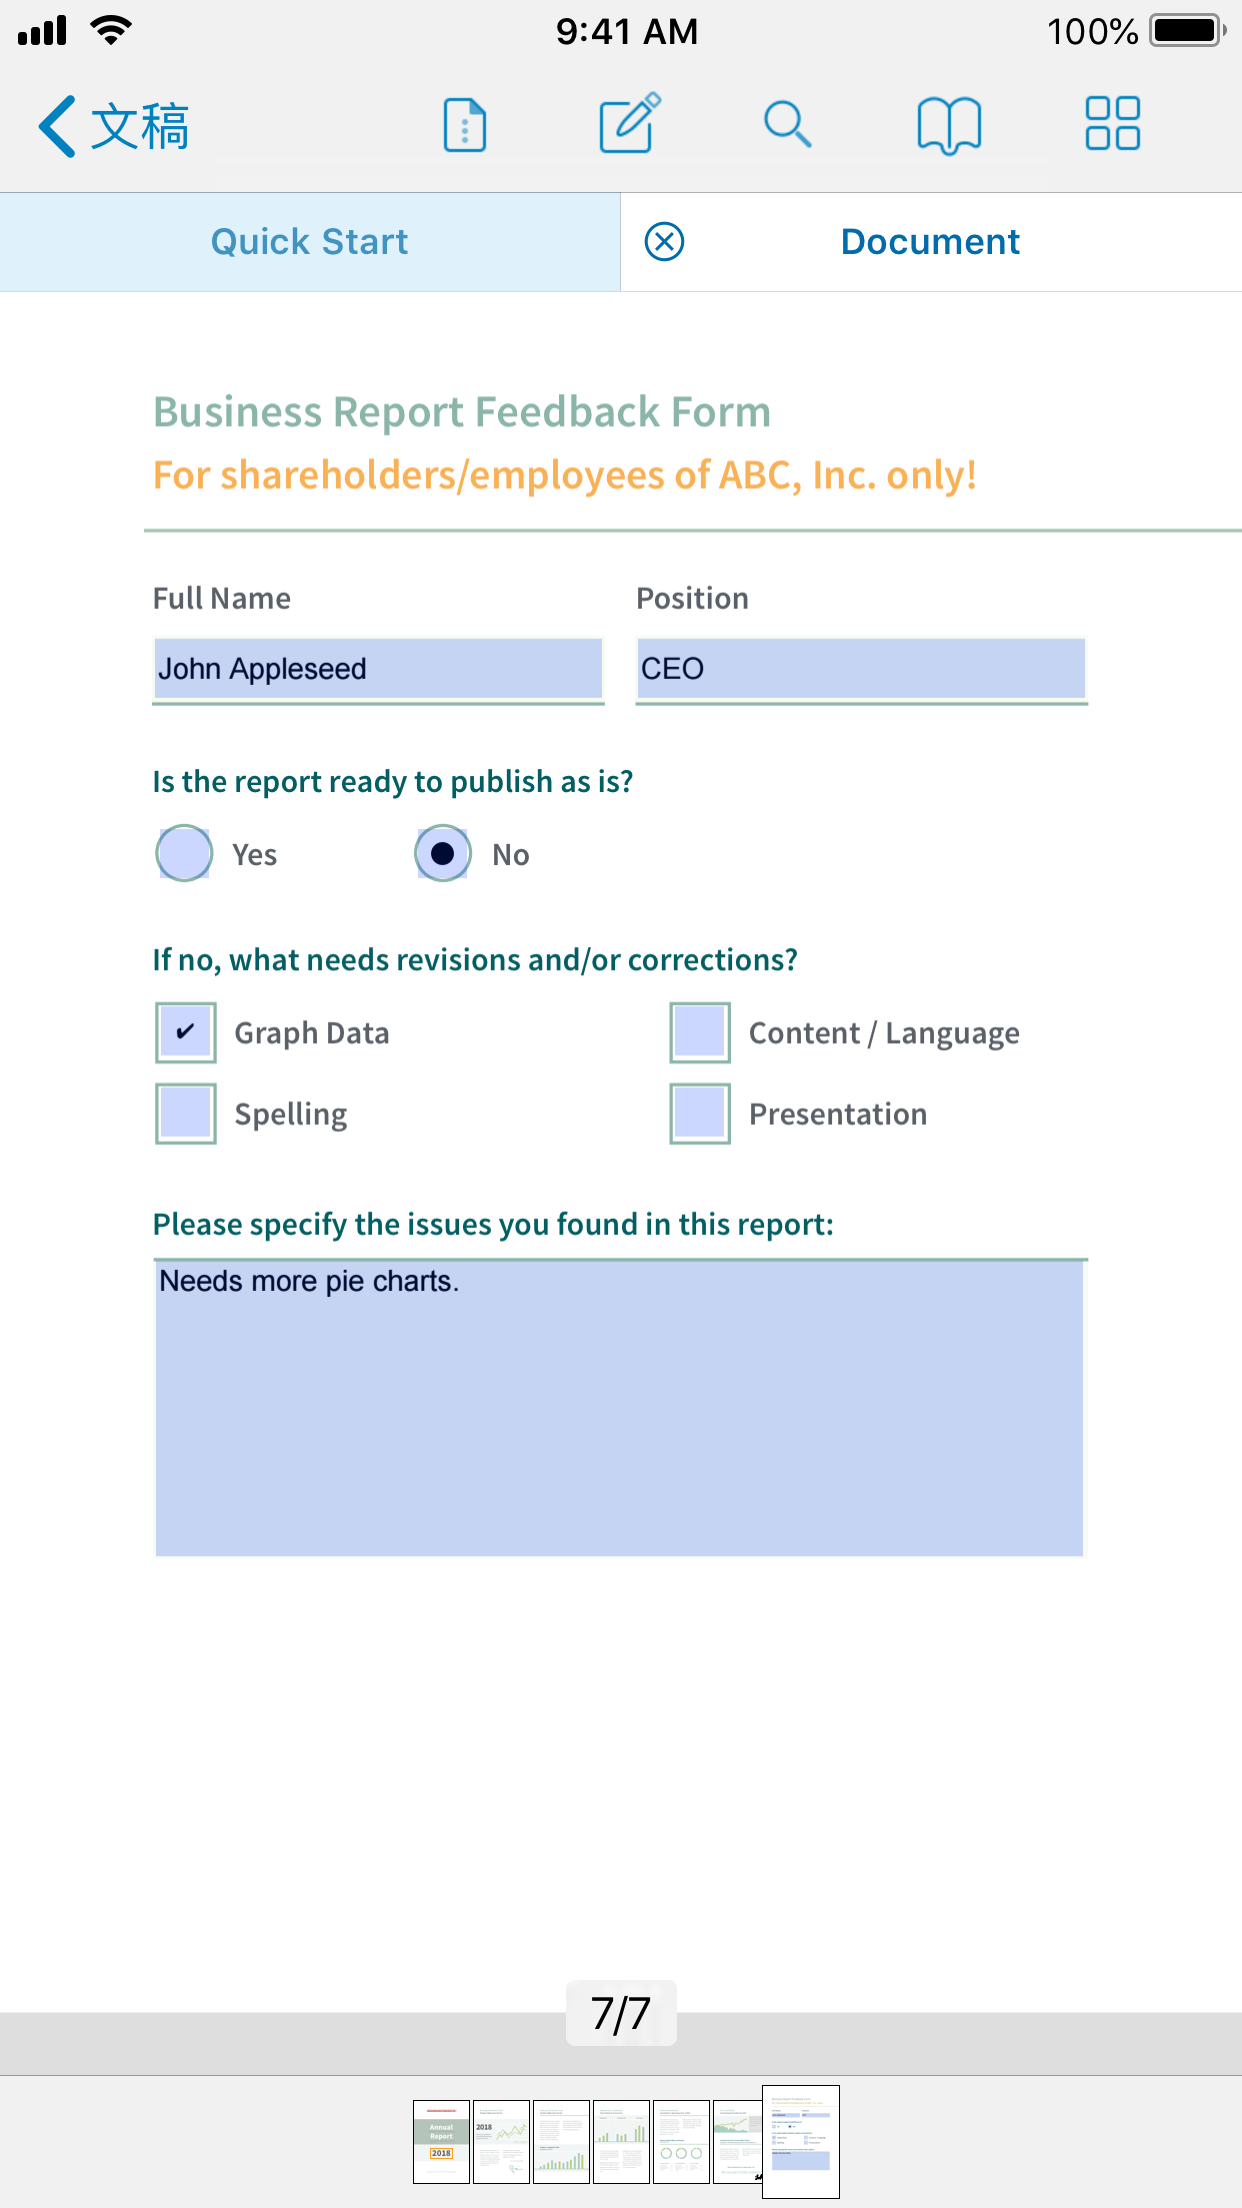 9:41 AM
100%
文稿
Quick Start
Document
Business Report Feedback Form
For shareholders/employees of ABC, Inc. only!
Full Name
Position
John Appleseed
CEO
Is the report ready to publish as is?
Yes
No
If no, what needs revisions and/or corrections?
Graph Data
Content / Language
Spelling
Presentation
Please specify the issues you found in this report:
Needs more pie charts.
7/7
Annual
Report
2018
2018